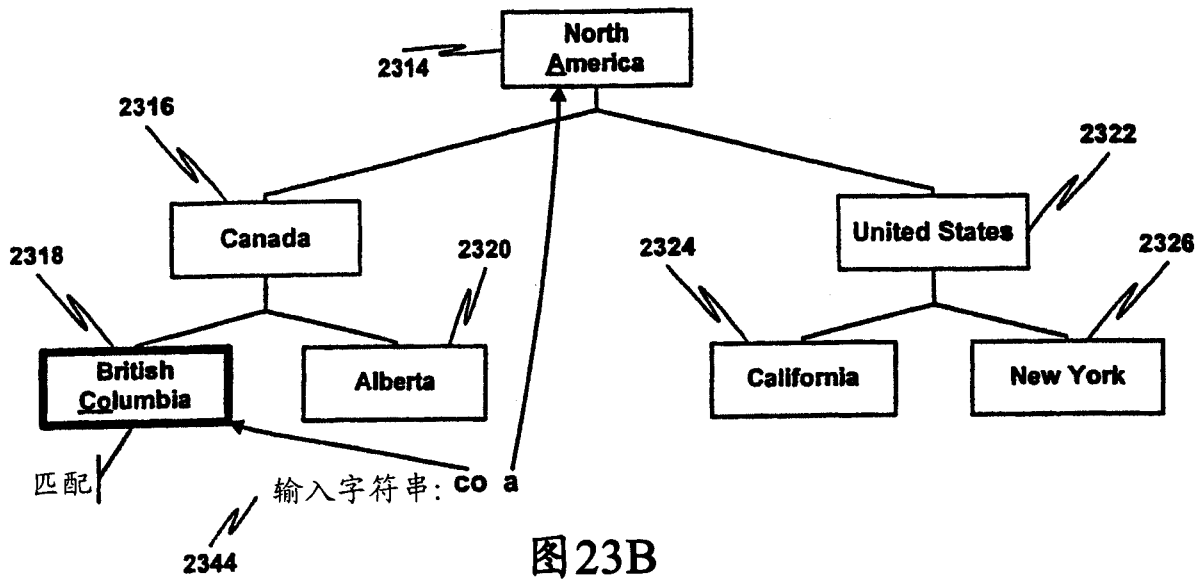 North
America
2314
2316
2322
Canada
United States
2318
2320
2324
2326
British
Columbia
Alberta
California
New York
匹配
输入字符串: co a
2344
图23B